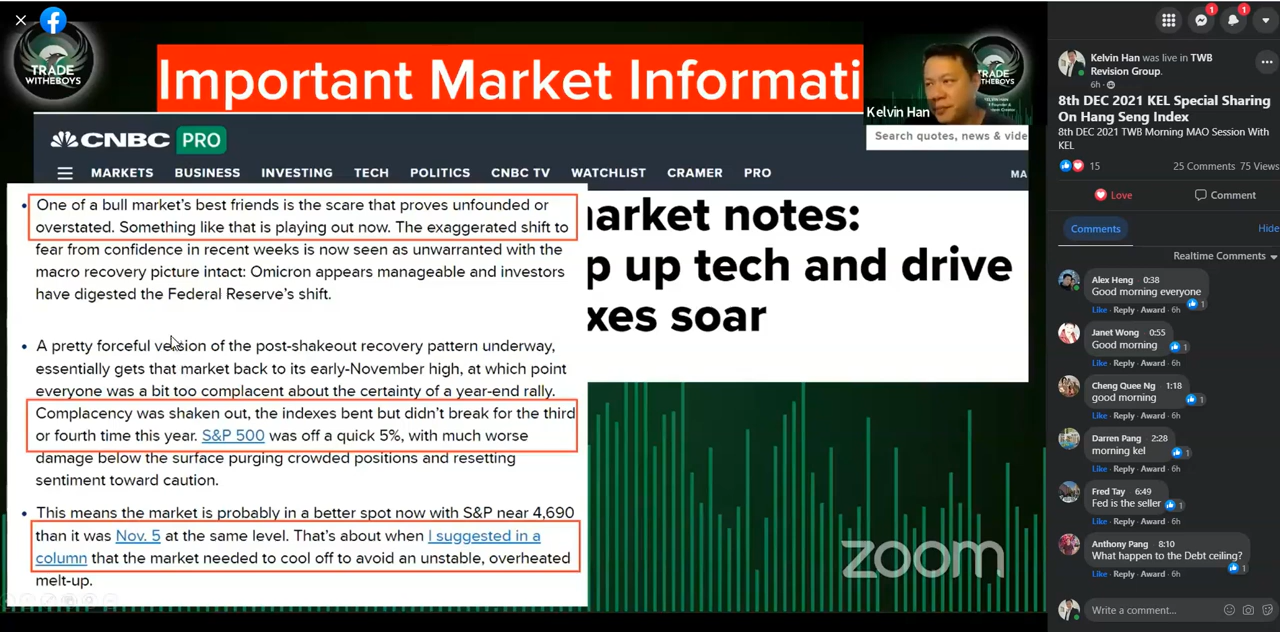 TRADE
WITHEBOYS
Important Market Informati
Kelvin Han
TRADE
THEBOYS
CNBC PRO
Search quotes, news & vide
MARKETS BUSINESS INVESTING TECH POLITICS CNBC TV WATCHLIST CRAMER PRO MA
• One of a bull market's best friends is the scare that proves unfounded or
overstated. Something like that is playing out now. The exaggerated shift to
fear from confidence in recent weeks is now seen as unwarranted with the
macro recovery picture intact: Omicron appears manageable and investors
have digested the Federal Reserve's shift.
• A pretty forceful version of the post-shakeout recovery pattern underway,
essentially gets that market back to its early-November high, at which point
everyone was a bit too complacent about the certainty of a year-end rally.
Complacency was shaken out, the indexes bent but didn't break for the third
or fourth time this year. S&P 500 was off a quick 5%, with much worse
damage below the surface purging crowded positions and resetting
sentiment toward caution.
• This means the market is probably in a better spot now with S&P near 4,690
than it was Nov. 5 at the same level. That's about when I suggested in a
column that the market needed to cool off to avoid an unstable, overheated
melt-up.
arket notes:
p up tech and drive
xes soar
zoom
1
1
Kelvin Han was live in TWB
Revision Group.
6h
8th DEC 2021 KEL Special Sharing
On Hang Seng Index
8th DEC 2021 TWB Morning MAO Session With
KEL
15 25 Comments 75 Views
Love Comment
Comments Hide
Realtime Comments
Alex Heng 0:38
Good morning everyone
1
Like · Reply · Award · 6h
Janet Wong 0:55
Good morning
1
Like · Reply · Award · 6h
Cheng Quee Ng 1:18
good morning
1
Like · Reply · Award · 6h
Darren Pang 2:28
morning kel
1
Like · Reply · Award · 6h
Fred Tay 6:49
Fed is the seller
1
Like · Reply · Award · 6h
Anthony Pang 8:10
What happen to the Debt ceiling?
1
Like · Reply · Award · 6h
Write a comment...